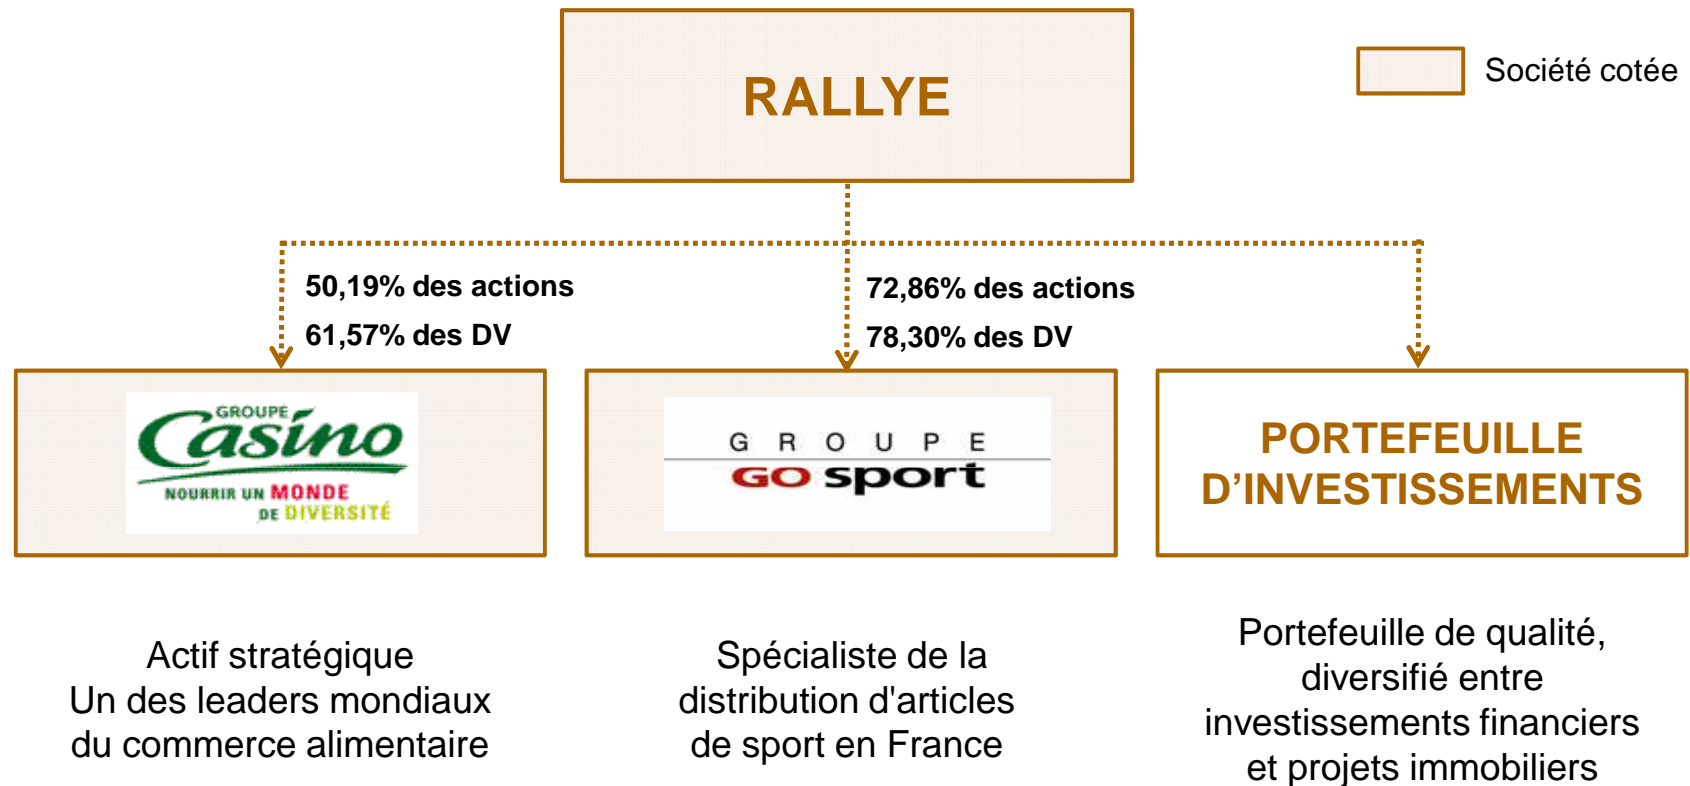 RALLYE
Société cotée
50,19% des actions
61,57% des DV
72,86% des actions
78,30% des DV
GROUPE
Casino
NOURRIR UN MONDE
DE DIVERSITÉ
GROUPE
GO sport
PORTEFEUILLE
D’INVESTISSEMENTS
Actif stratégique
Un des leaders mondiaux
du commerce alimentaire
Spécialiste de la
distribution d'articles
de sport en France
Portefeuille de qualité,
diversifié entre
investissements financiers
et projets immobiliers